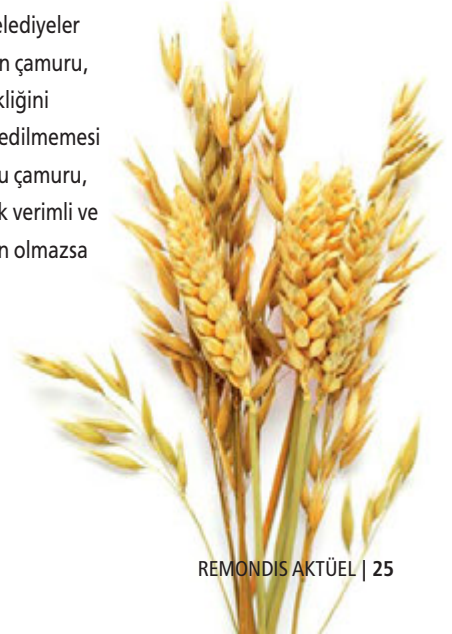 elediyeler
n çamuru,
kliğini
edilmemesi
u çamuru,
k verimli ve
n olmazsa
REMONDIS AKTÜEL | 25